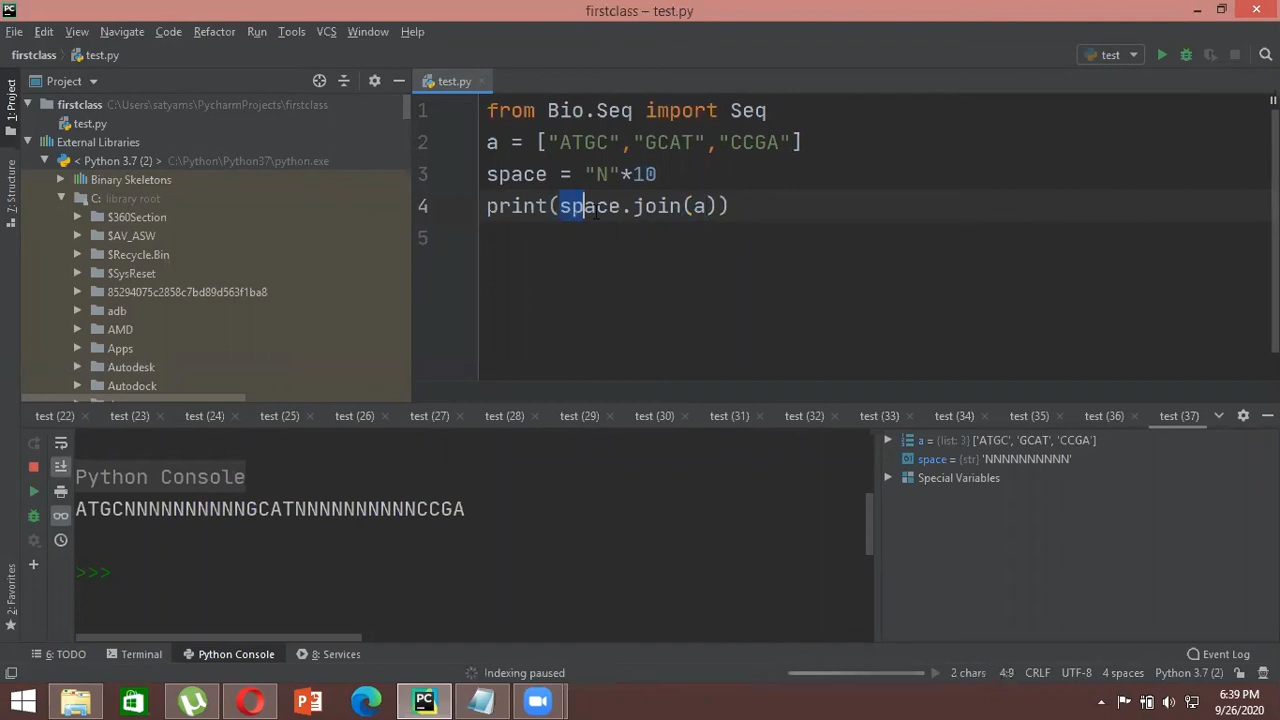 firstclass – test.py
File Edit View Navigate Code Refactor Run Tools VCS Window Help
firstclass test.py
test
1: Project
Project
test.py
firstclass C:\Users\satyams\PycharmProjects\firstclass
test.py
External Libraries
< Python 3.7 (2) > C:\Python\Python37\python.exe
Binary Skeletons
C: library root
$360Section
$AV_ASW
$Recycle.Bin
$SysReset
85294075c2858c7bd89d563f1ba8
adb
AMD
Apps
Autodesk
Autodock
7: Structure
2: Favorites
1 from Bio.Seq import Seq
2 a = ["ATGC","GCAT","CCGA"]
3 space = "N"*10
4 print(space.join(a))
5
test (22) test (23) test (24) test (25) test (26) test (27) test (28) test (29) test (30) test (31) test (32) test (33) test (34) test (35) test (36) test (37)
Python Console
ATGCNNNNNNNNNNGCATNNNNNNNNNNCCGA
>>>
a = {list: 3} ['ATGC', 'GCAT', 'CCGA']
space = {str} 'NNNNNNNNNN'
Special Variables
6: TODO Terminal Python Console 8: Services Event Log
Indexing paused 2 chars 4:9 CRLF UTF-8 4 spaces Python 3.7 (2)
6:39 PM
9/26/2020